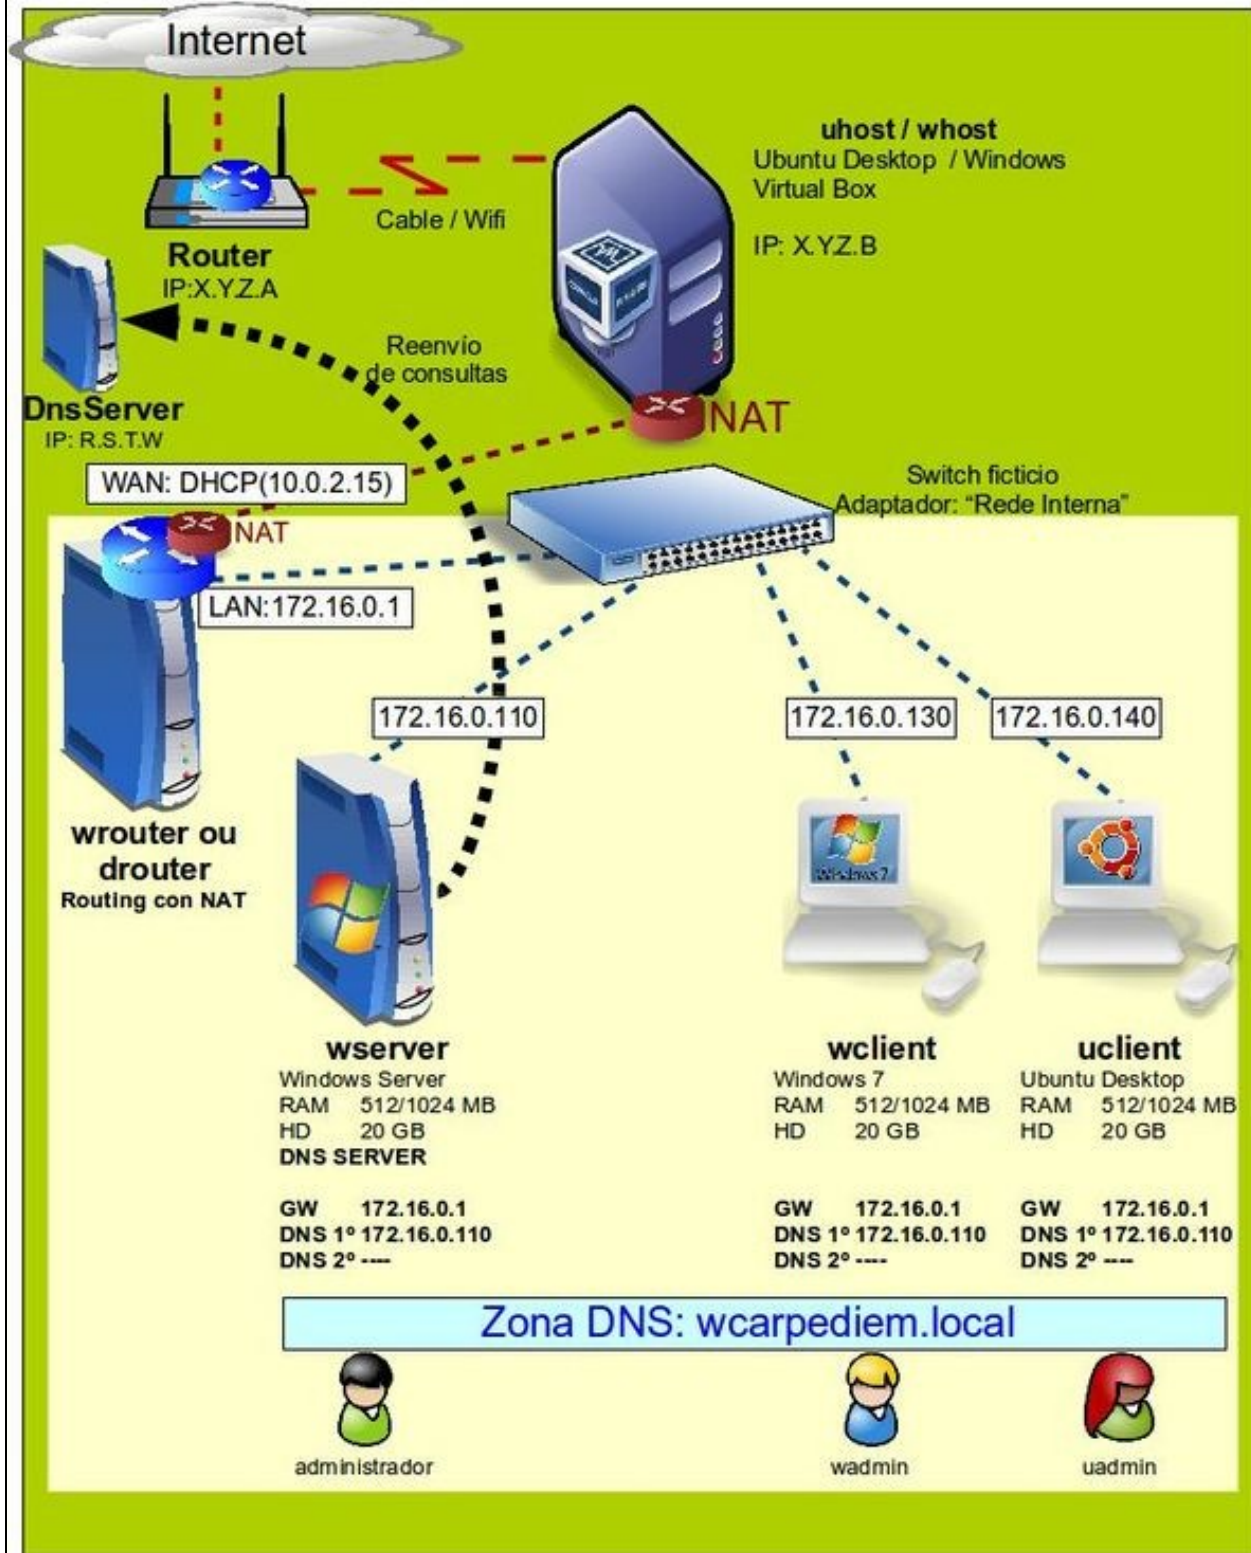 Internet
uhost / whost
Ubuntu Desktop / Windows
Virtual Box
IP: X.Y.Z.B
Cable / Wifi
Router
IP:X.Y.Z.A
Reenvío
de consultas
DnsServer
IP: R.S.T.W
NAT
WAN: DHCP(10.0.2.15)
Switch ficticio
Adaptador: “Rede Interna”
NAT
LAN:172.16.0.1
172.16.0.110
172.16.0.130
172.16.0.140
wrouter ou
drouter
Routing con NAT
Windows 7
wserver
Windows Server
RAM 512/1024 MB
HD 20 GB
DNS SERVER
GW 172.16.0.1
DNS 1º 172.16.0.110
DNS 2º ----
wclient
Windows 7
RAM 512/1024 MB
HD 20 GB
GW 172.16.0.1
DNS 1º 172.16.0.110
DNS 2º ----
uclient
Ubuntu Desktop
RAM 512/1024 MB
HD 20 GB
GW 172.16.0.1
DNS 1º 172.16.0.110
DNS 2º ----
Zona DNS: wcarpediem.local
administrador
wadmin
uadmin